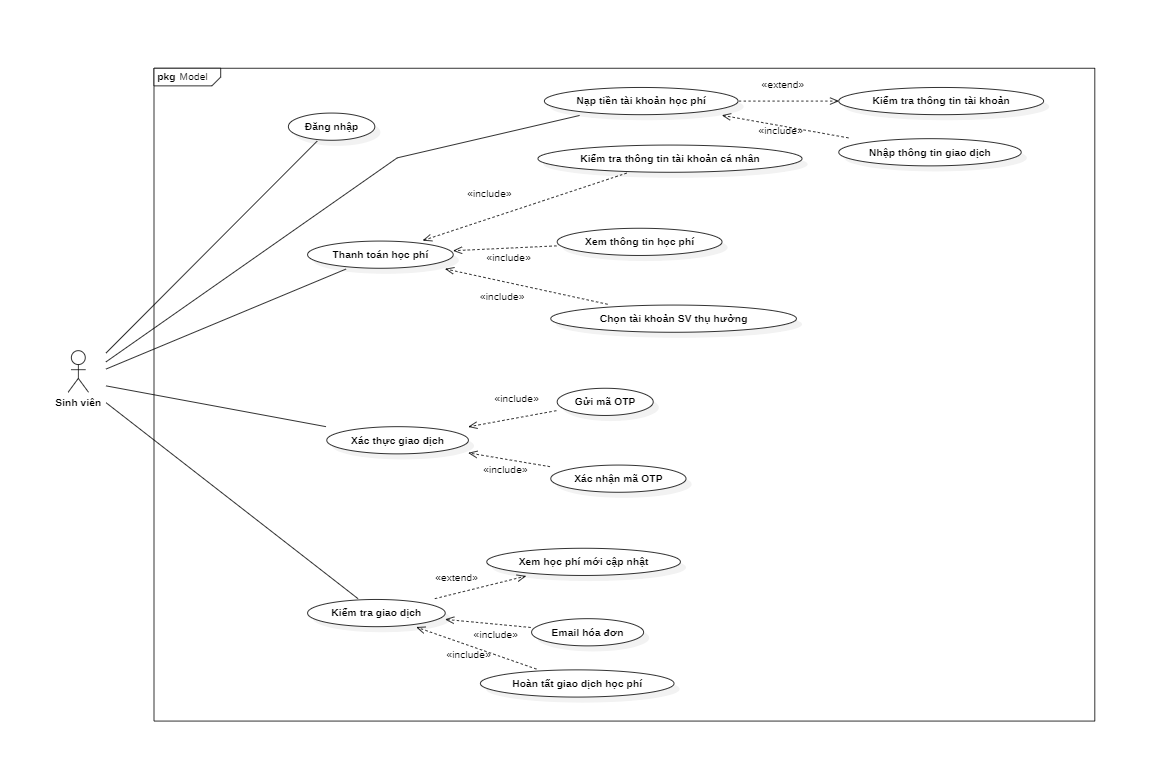 pkg Model
«extend»
Nạp tiền tài khoản học phí
Kiểm tra thông tin tài khoản
Đăng nhập
«include»
Nhập thông tin giao dịch
Kiểm tra thông tin tài khoản cá nhân
«include»
Xem thông tin học phí
Thanh toán học phí
«include»
«include»
Chọn tài khoản SV thụ hưởng
Sinh viên
«include»
Gửi mã OTP
Xác thực giao dịch
«include»
Xác nhận mã OTP
Xem học phí mới cập nhật
«extend»
Kiểm tra giao dịch
Email hóa đơn
«include»
«include»
Hoàn tất giao dịch học phí